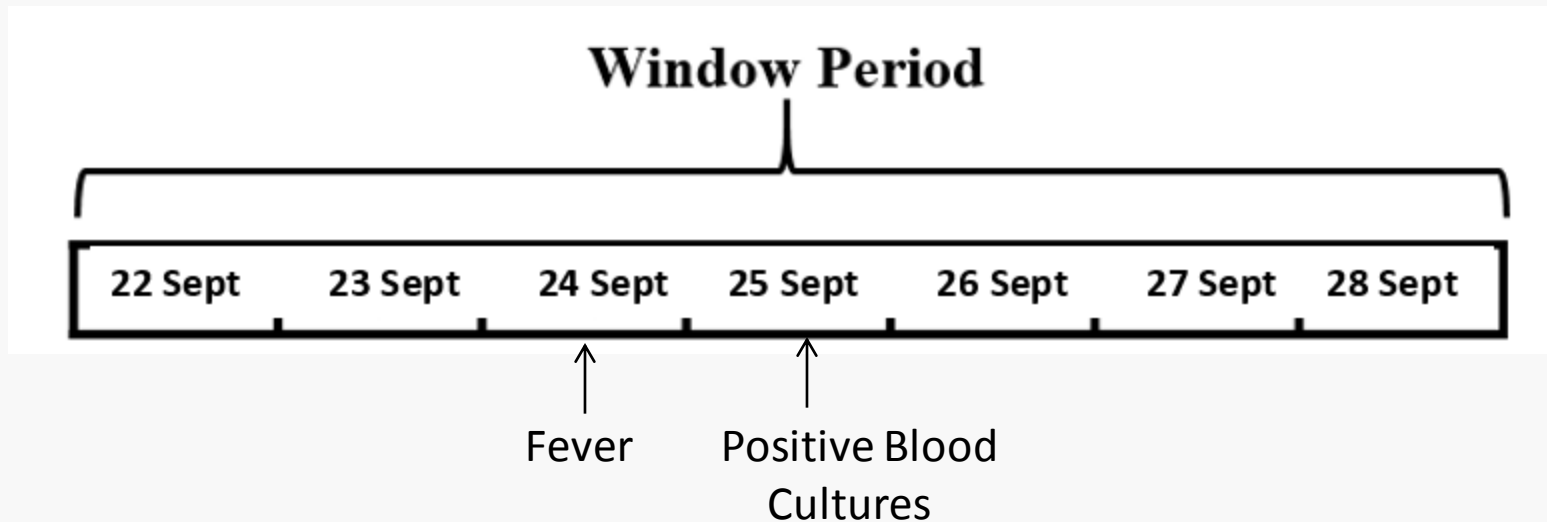 Window Period
22 Sept 23 Sept 24 Sept 25 Sept 26 Sept 27 Sept 28 Sept
Fever Positive Blood
Cultures